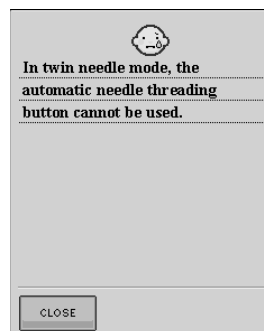 In twin needle mode, the
automatic needle threading
button cannot be used.
CLOSE